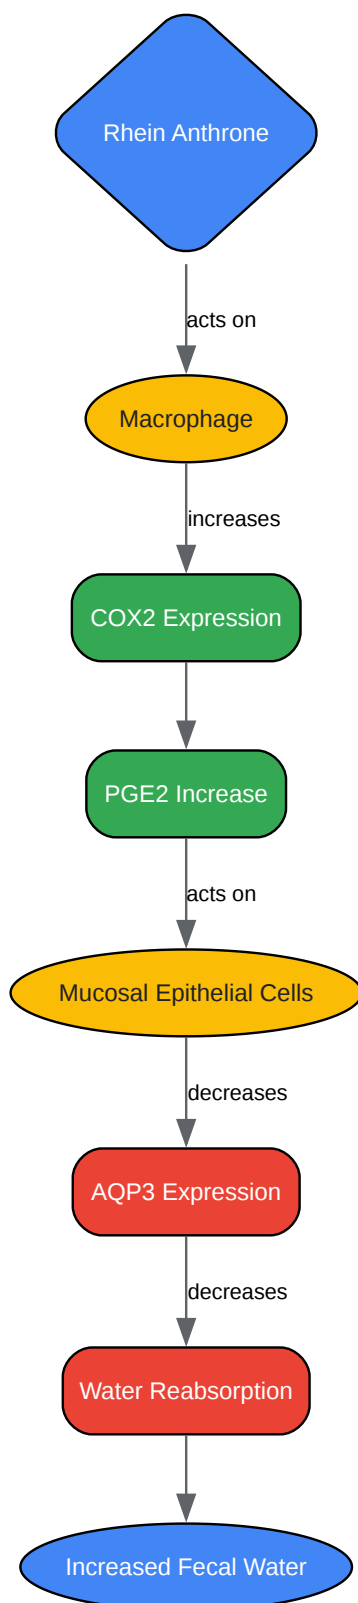 Rhein Anthrone
acts on
Macrophage
increases
COX2 Expression
PGE2 Increase
acts on
Mucosal Epithelial Cells
decreases
AQP3 Expression
decreases
Water Reabsorption
Increased Fecal Water